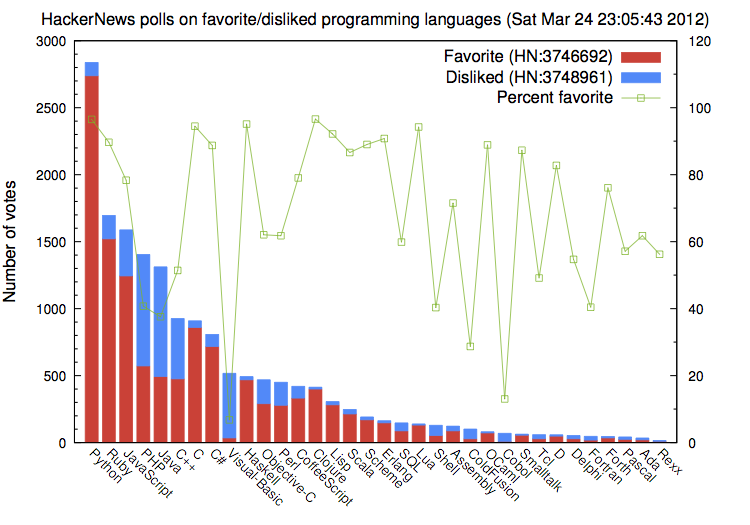 HackerNews polls on favorite/disliked programming languages (Sat Mar 24 23:05:43 2012)
Favorite (HN:3746692)
Disliked (HN:3748961)
Percent favorite
Number of votes
3000
2500
2000
1500
1000
500
0
120
100
80
60
40
20
0
Python
Ruby
JavaScript
PHP
Java
C++
C
C#
Visual-Basic
Haskell
Objective-C
Perl
CoffeeScript
Clojure
Lisp
Scala
Scheme
Erlang
SQL
Lua
Shell
Assembly
ColdFusion
OCaml
Cobol
Smalltalk
Tcl
D
Delphi
Fortran
Forth
Pascal
Ada
Rexx